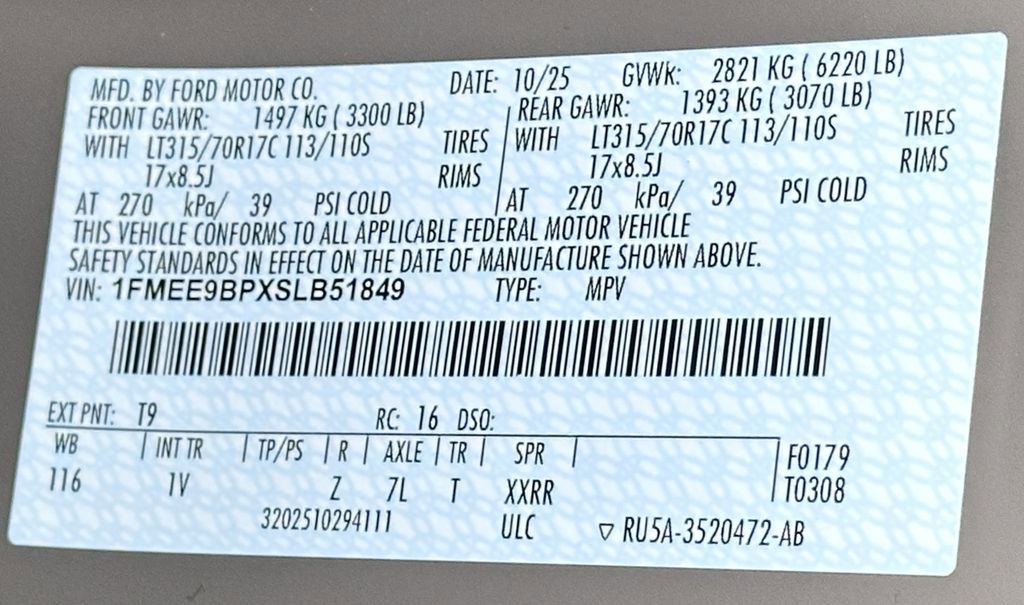 MFD. BY FORD MOTOR CO. DATE: 10/25 GVWR: 2821 KG ( 6220 LB)
FRONT GAWR: 1497 KG ( 3300 LB) REAR GAWR: 1393 KG ( 3070 LB)
WITH LT315/70R17C 113/110S TIRES WITH LT315/70R17C 113/110S TIRES
17x8.5J RIMS 17x8.5J RIMS
AT 270 kPa/ 39 PSI COLD AT 270 kPa/ 39 PSI COLD
THIS VEHICLE CONFORMS TO ALL APPLICABLE FEDERAL MOTOR VEHICLE
SAFETY STANDARDS IN EFFECT ON THE DATE OF MANUFACTURE SHOWN ABOVE.
VIN: 1FMEE9BPXSLB51849 TYPE: MPV
EXT PNT: T9 RC: 16 DSO:
WB INT TR TP/PS R AXLE TR SPR F0179
116 1V Z 7L T XXRR T0308
3202510294111 ULC ▽ RU5A-3520472-AB